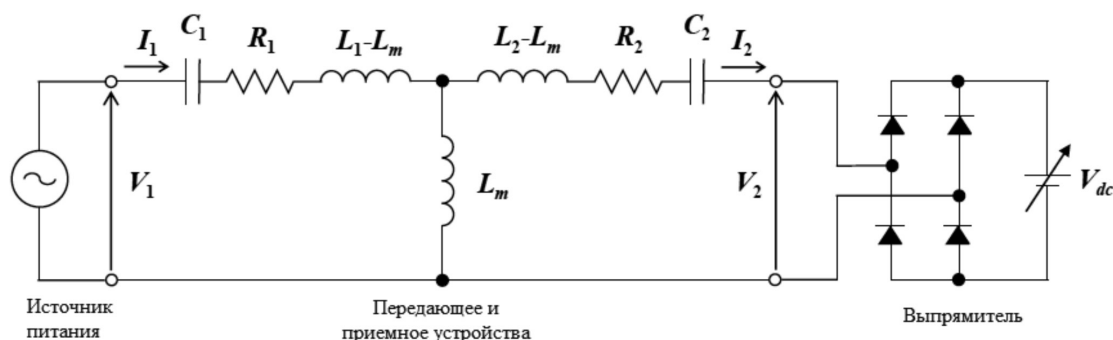 I1
C1
R1
L1-Lm
L2-Lm
R2
C2
I2
V1
Lm
V2
Vdc
Источник
питания
Передающее и
приемное устройства
Выпрямитель